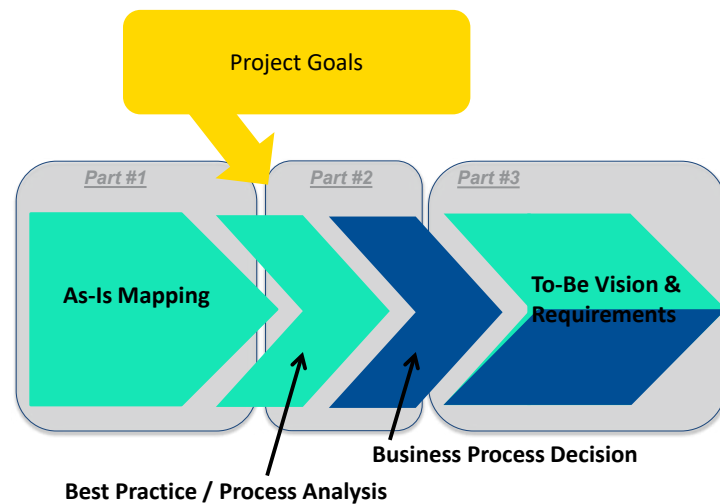 Project Goals
Part #1
Part #2
Part #3
As-Is Mapping
To-Be Vision &
Requirements
Business Process Decision
Best Practice / Process Analysis